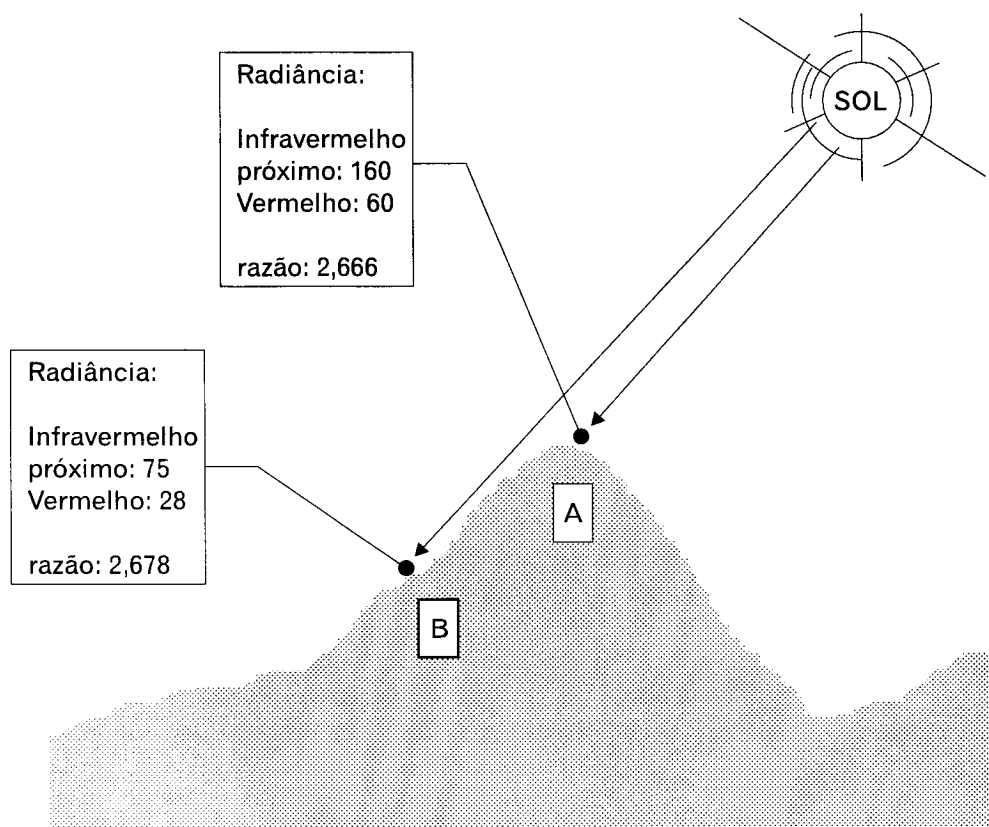 SOL
Radiância:
Infravermelho
próximo: 160
Vermelho: 60
razão: 2,666
Radiância:
Infravermelho
próximo: 75
Vermelho: 28
razão: 2,678
A
B